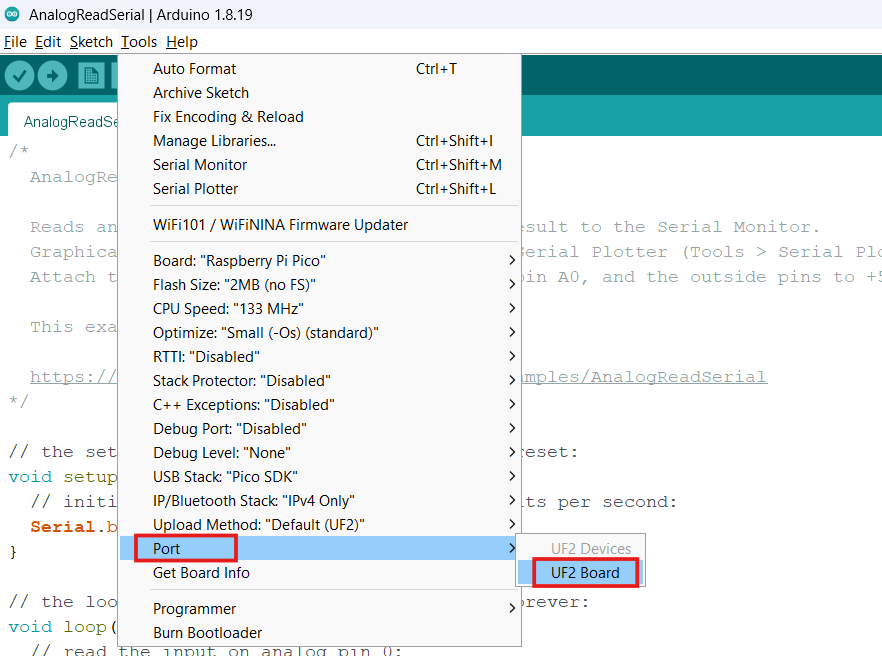 AnalogReadSerial | Arduino 1.8.19
File Edit Sketch Tools Help
AnalogReadSe
Auto Format Ctrl+T
Archive Sketch
Fix Encoding & Reload
Manage Libraries... Ctrl+Shift+I
Serial Monitor Ctrl+Shift+M
Serial Plotter Ctrl+Shift+L
WiFi101 / WiFiNINA Firmware Updater
Board: "Raspberry Pi Pico"
Flash Size: "2MB (no FS)"
CPU Speed: "133 MHz"
Optimize: "Small (-Os) (standard)"
RTTI: "Disabled"
Stack Protector: "Disabled"
C++ Exceptions: "Disabled"
Debug Port: "Disabled"
Debug Level: "None"
USB Stack: "Pico SDK"
IP/Bluetooth Stack: "IPv4 Only"
Upload Method: "Default (UF2)"
Port
Get Board Info
Programmer
Burn Bootloader
UF2 Devices
UF2 Board
/*
AnalogRe
Reads an esult to the Serial Monitor.
Graphica Serial Plotter (Tools > Serial Plo
Attach t pin A0, and the outside pins to +5
This exa
https:// mples/AnalogReadSerial
*/
// the set reset:
void setup
// initi ts per second:
Serial.b
}
// the loo rever:
void loop(
// read the input on analog pin 0: